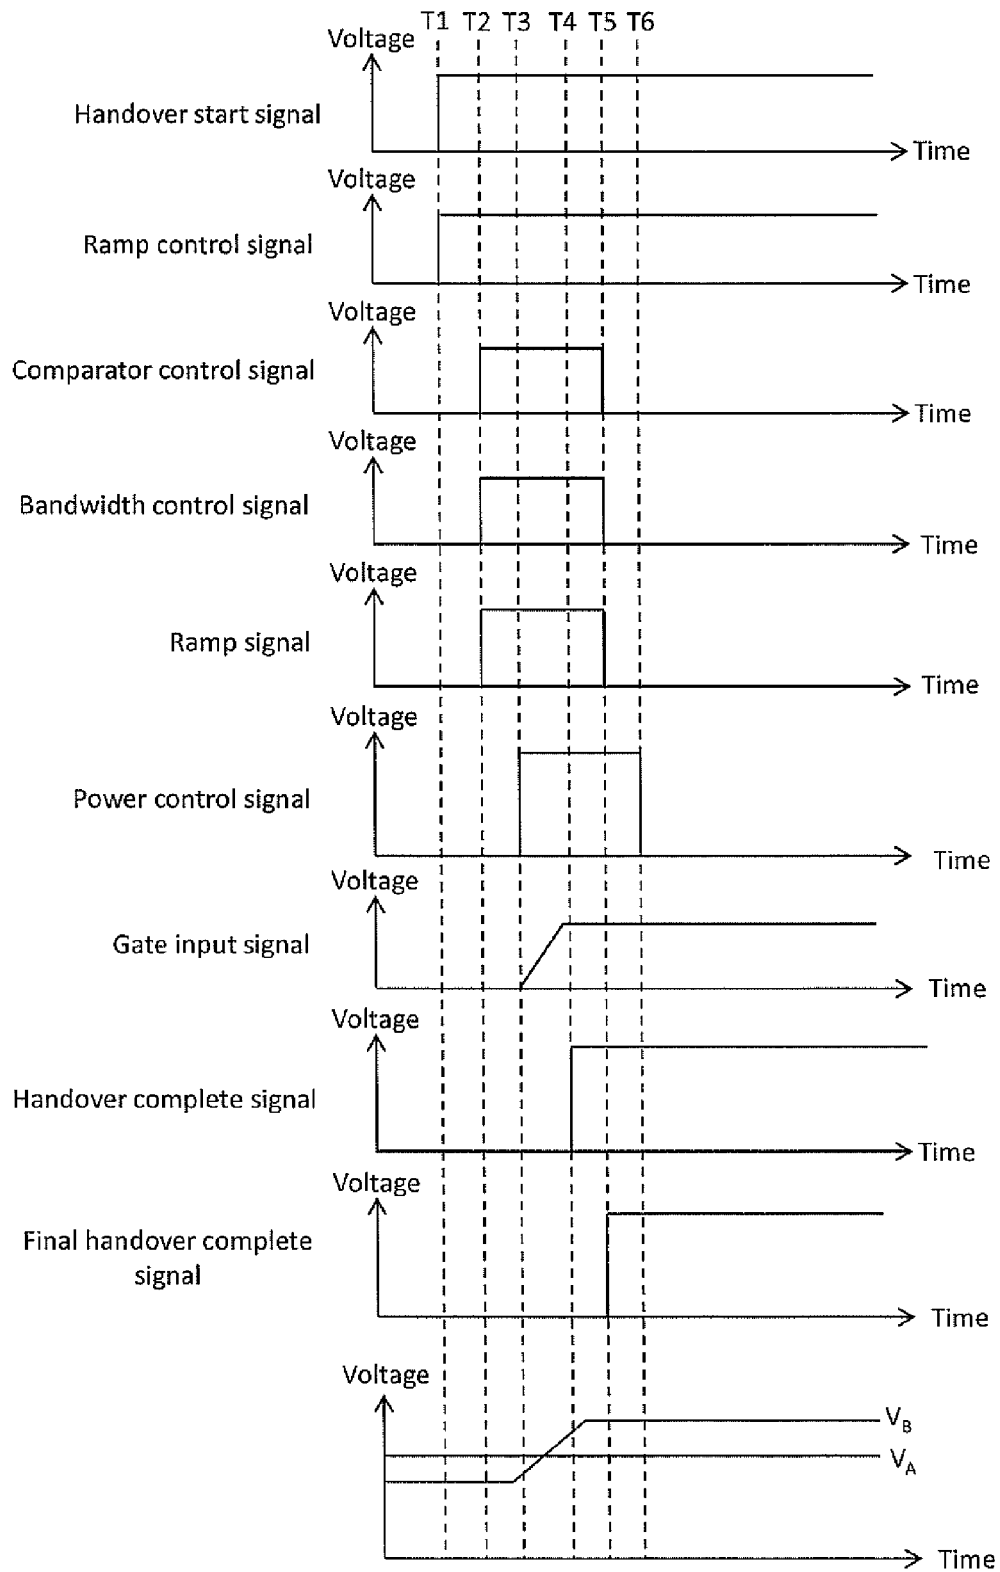 T1 T2 T3 T4 T5 T6
Voltage
Handover start signal
Time
Voltage
Ramp control signal
Time
Voltage
Comparator control signal
Time
Voltage
Bandwidth control signal
Time
Voltage
Ramp signal
Time
Voltage
Power control signal
Time
Voltage
Gate input signal
Time
Voltage
Handover complete signal
Time
Voltage
Final handover complete
signal
Time
Voltage
VB
VA
Time